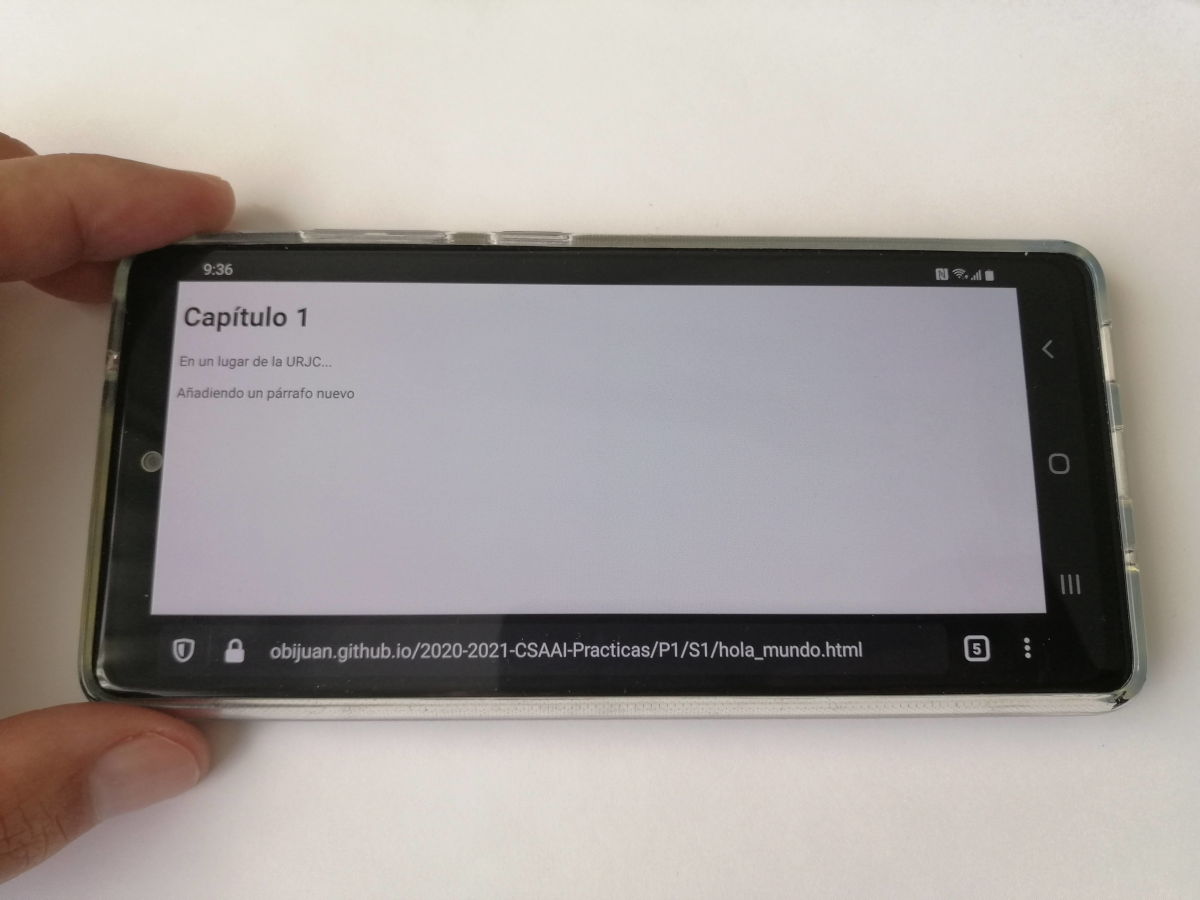 9:36
Capítulo 1
En un lugar de la URJC...
Añadiendo un párrafo nuevo
obijuan.github.io/2020-2021-CSAAI-Practicas/P1/S1/hola_mundo.html
5